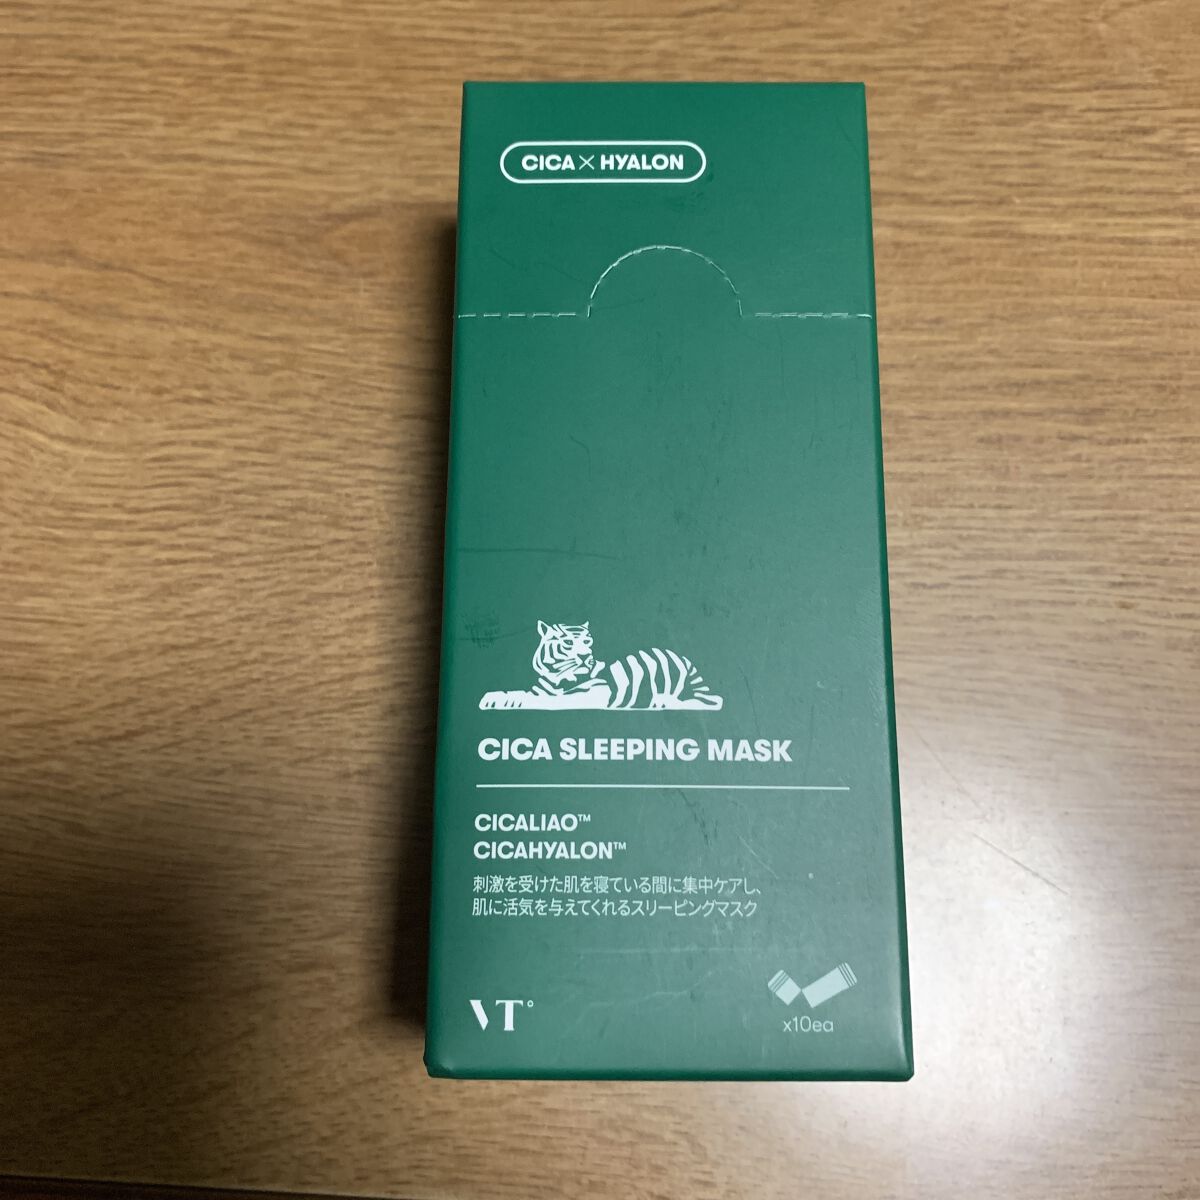 CICA×HYALON
CICA SLEEPING MASK
CICALIAO™
CICAHYALON™
刺激を受けた肌を寝ている間に集中ケアし、
肌に活気を与えてくれるスリーピングマスク
VT°
x10ea